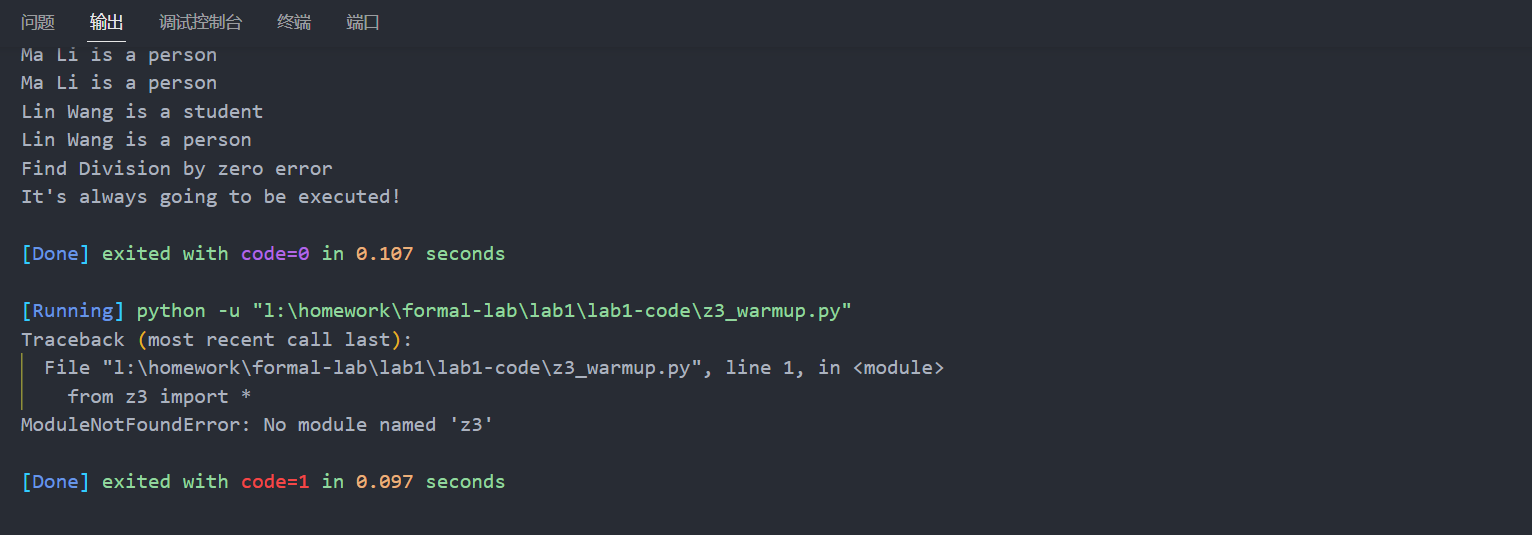 问题 输出 调试控制台 终端 端口
Ma Li is a person
Ma Li is a person
Lin Wang is a student
Lin Wang is a person
Find Division by zero error
It's always going to be executed!
[Done] exited with code=0 in 0.107 seconds
[Running] python -u "l:\homework\formal-lab\lab1\lab1-code\z3_warmup.py"
Traceback (most recent call last):
  File "l:\homework\formal-lab\lab1\lab1-code\z3_warmup.py", line 1, in <module>
    from z3 import *
ModuleNotFoundError: No module named 'z3'
[Done] exited with code=1 in 0.097 seconds